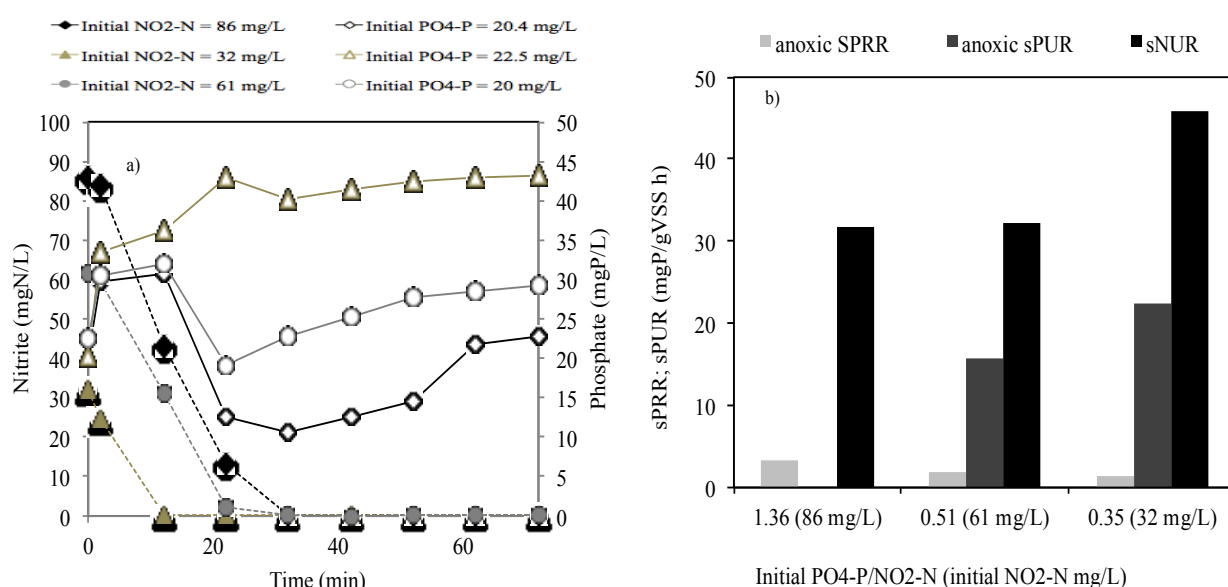 Initial NO2-N = 86 mg/L Initial PO4-P = 20.4 mg/L
Initial NO2-N = 32 mg/L Initial PO4-P = 22.5 mg/L
Initial NO2-N = 61 mg/L Initial PO4-P = 20 mg/L
a)
Nitrite (mgN/L)
100
90
80
70
60
50
40
30
20
10
0
Phosphate (mgP/L)
50
45
40
35
30
25
20
15
10
5
0
0 20 40 60
Time (min)
anoxic SPRR anoxic sPUR sNUR
b)
sPRR; sPUR (mgP/gVSS h)
50
40
30
20
10
0
1.36 (86 mg/L) 0.51 (61 mg/L) 0.35 (32 mg/L)
Initial PO4-P/NO2-N (initial NO2-N mg/L)